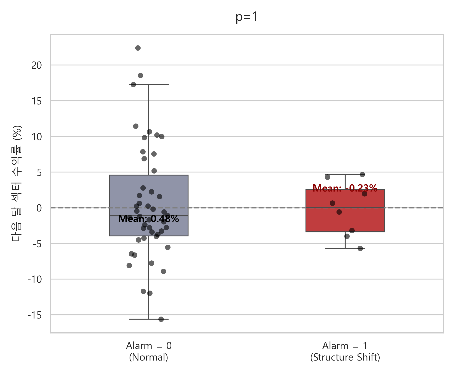 p=1
다음 달 섹터 수익률 (%)
20
15
10
5
0
-5
-10
-15
Mean: 0.48%
Mean: -0.23%
Alarm = 0
(Normal)
Alarm = 1
(Structure Shift)